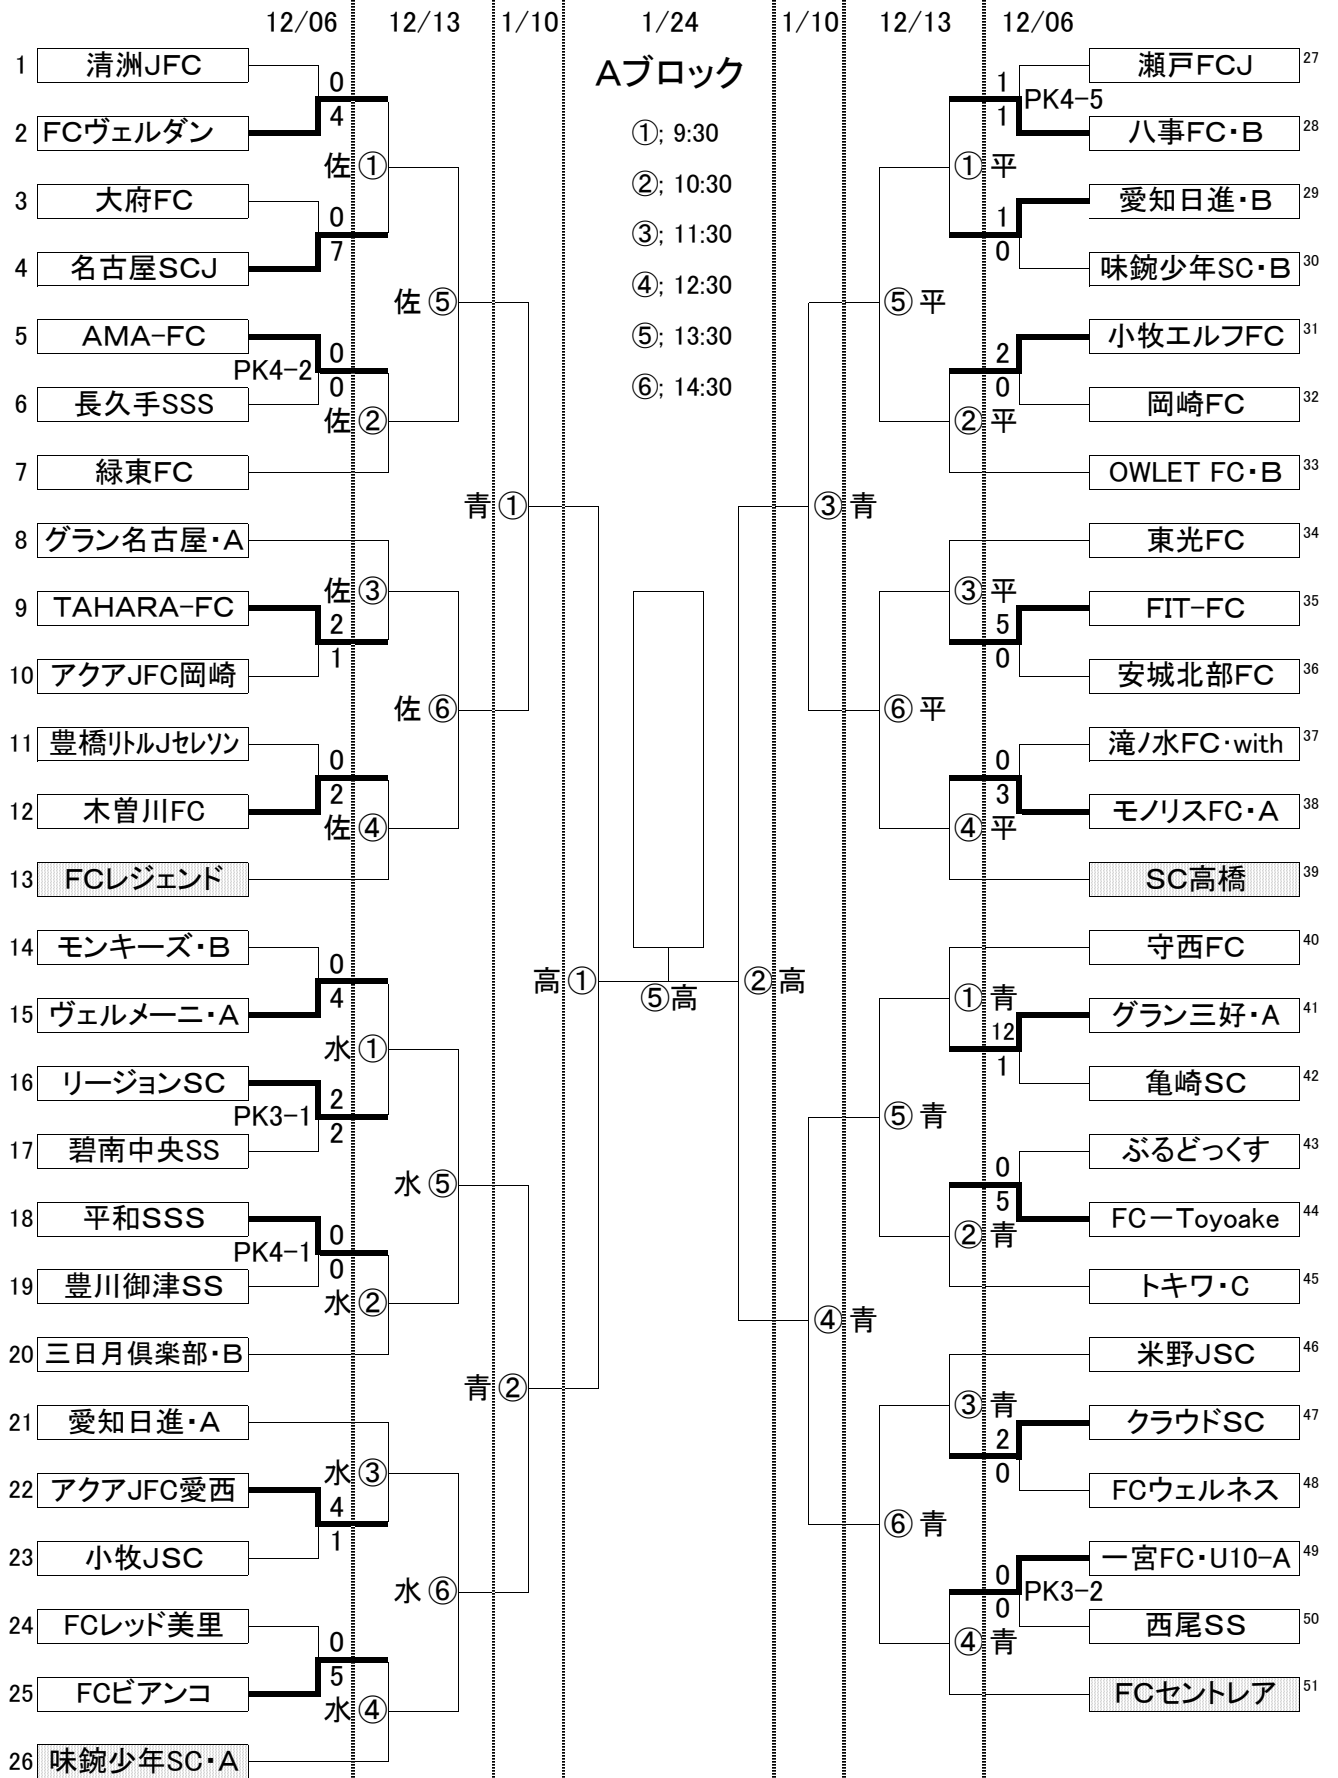 12/06 12/13 1/10 1/24 1/10 12/13 12/06
Aブロック
①; 9:30
②; 10:30
③; 11:30
④; 12:30
⑤; 13:30
⑥; 14:30
1 清洲JFC
0
2 FCヴェルダン
4
佐 ①
3 大府FC
0
4 名古屋SCJ
7
佐 ⑤
5 AMA-FC
0
PK4-2
6 長久手SSS
0
佐 ②
7 緑東FC
青 ①
8 グラン名古屋・A
佐 ③
9 TAHARA-FC
2
10 アクアJFC岡崎
1
佐 ⑥
11 豊橋リトルJセレソン
0
12 木曽川FC
2
佐 ④
13 FCレジェンド
14 モンキーズ・B
0
高 ①
15 ヴェルメーニ・A
4
水 ①
16 リージョンSC
2
PK3-1
17 碧南中央SS
2
水 ⑤
18 平和SSS
0
PK4-1
19 豊川御津SS
0
水 ②
20 三日月倶楽部・B
青 ②
21 愛知日進・A
水 ③
22 アクアJFC愛西
4
23 小牧JSC
1
水 ⑥
24 FCレッド美里
0
25 FCビアンコ
5
水 ④
26 味鋺少年SC・A
⑤高
瀬戸FCJ 27
1
PK4-5
八事FC・B 28
1
① 平
愛知日進・B 29
1
味鋺少年SC・B 30
0
⑤ 平
小牧エルフFC 31
2
岡崎FC 32
0
② 平
OWLET FC・B 33
③ 青
東光FC 34
③ 平
FIT-FC 35
5
安城北部FC 36
0
⑥ 平
滝ノ水FC・with 37
0
モノリスFC・A 38
3
④ 平
SC高橋 39
守西FC 40
② 高
① 青
グラン三好・A 41
12
亀崎SC 42
1
⑤ 青
ぶるどっくす 43
0
FC－Toyoake 44
5
② 青
トキワ・C 45
④ 青
米野JSC 46
③ 青
クラウドSC 47
2
FCウェルネス 48
0
⑥ 青
一宮FC・U10-A 49
0
PK3-2
西尾SS 50
0
④ 青
FCセントレア 51